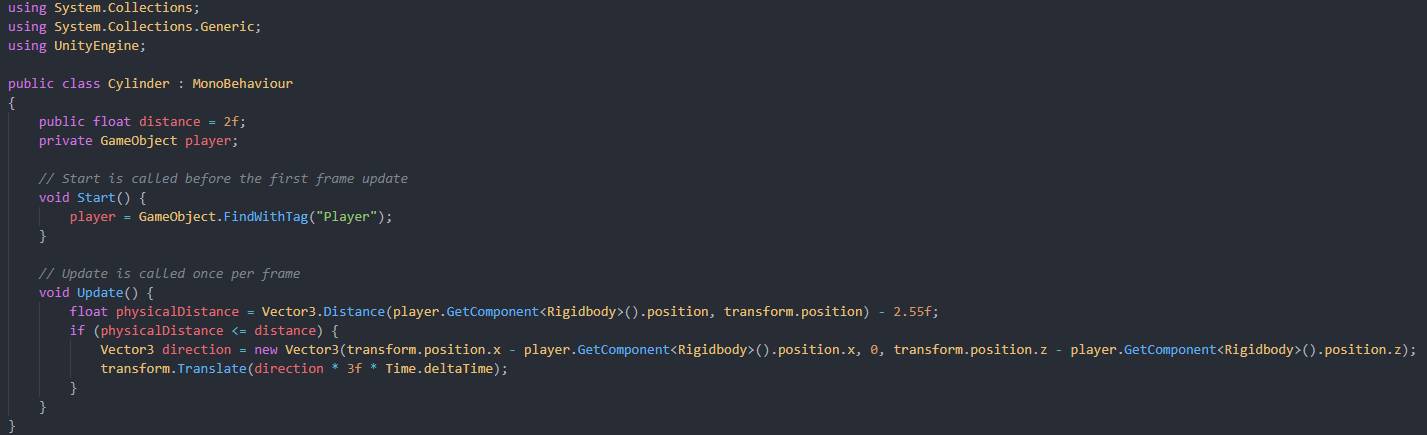 using System.Collections;
using System.Collections.Generic;
using UnityEngine;

public class Cylinder : MonoBehaviour
{
    public float distance = 2f;
    private GameObject player;

    // Start is called before the first frame update
    void Start() {
        player = GameObject.FindWithTag("Player");
    }

    // Update is called once per frame
    void Update() {
        float physicalDistance = Vector3.Distance(player.GetComponent<Rigidbody>().position, transform.position) - 2.55f;
        if (physicalDistance <= distance) {
            Vector3 direction = new Vector3(transform.position.x - player.GetComponent<Rigidbody>().position.x, 0, transform.position.z - player.GetComponent<Rigidbody>().position.z);
            transform.Translate(direction * 3f * Time.deltaTime);
        }
    }
}